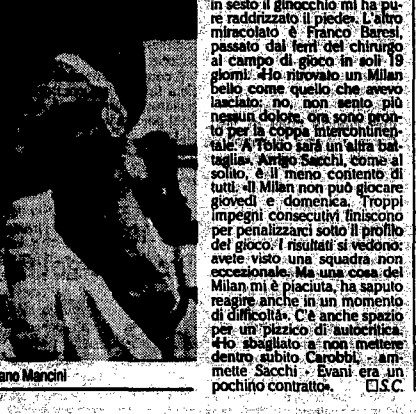 in sesto il ginocchio mi ha pu-
re raddrizzato il piede». L'altro
miracolato è Franco Baresi,
passato dai ferri del chirurgo
al campo di gioco in soli 19
giorni. «Ho ritrovato un Milan
bello come quello che avevo
lasciato: no, non sento più
nessun dolore, ora sono pron-
to per la coppa intercontinen-
tale. A Tokio sarà un'altra bat-
taglia». Arrigo Sacchi, come al
solito, è il meno contento di
tutti. «Il Milan non può giocare
giovedì e domenica. Troppi
impegni consecutivi finiscono
per penalizzarci sotto il profilo
del gioco. I risultati si vedono:
avete visto una squadra non
eccezionale. Ma una cosa del
Milan mi è piaciuta, ha saputo
reagire anche in un momento
di difficoltà». C'è anche spazio
per un pizzico di autocritica.
«Ho sbagliato a non mettere
dentro subito Carobbi, - am-
mette Sacchi - Evani era un
pochino contratto». □S.C.
ano Mancini